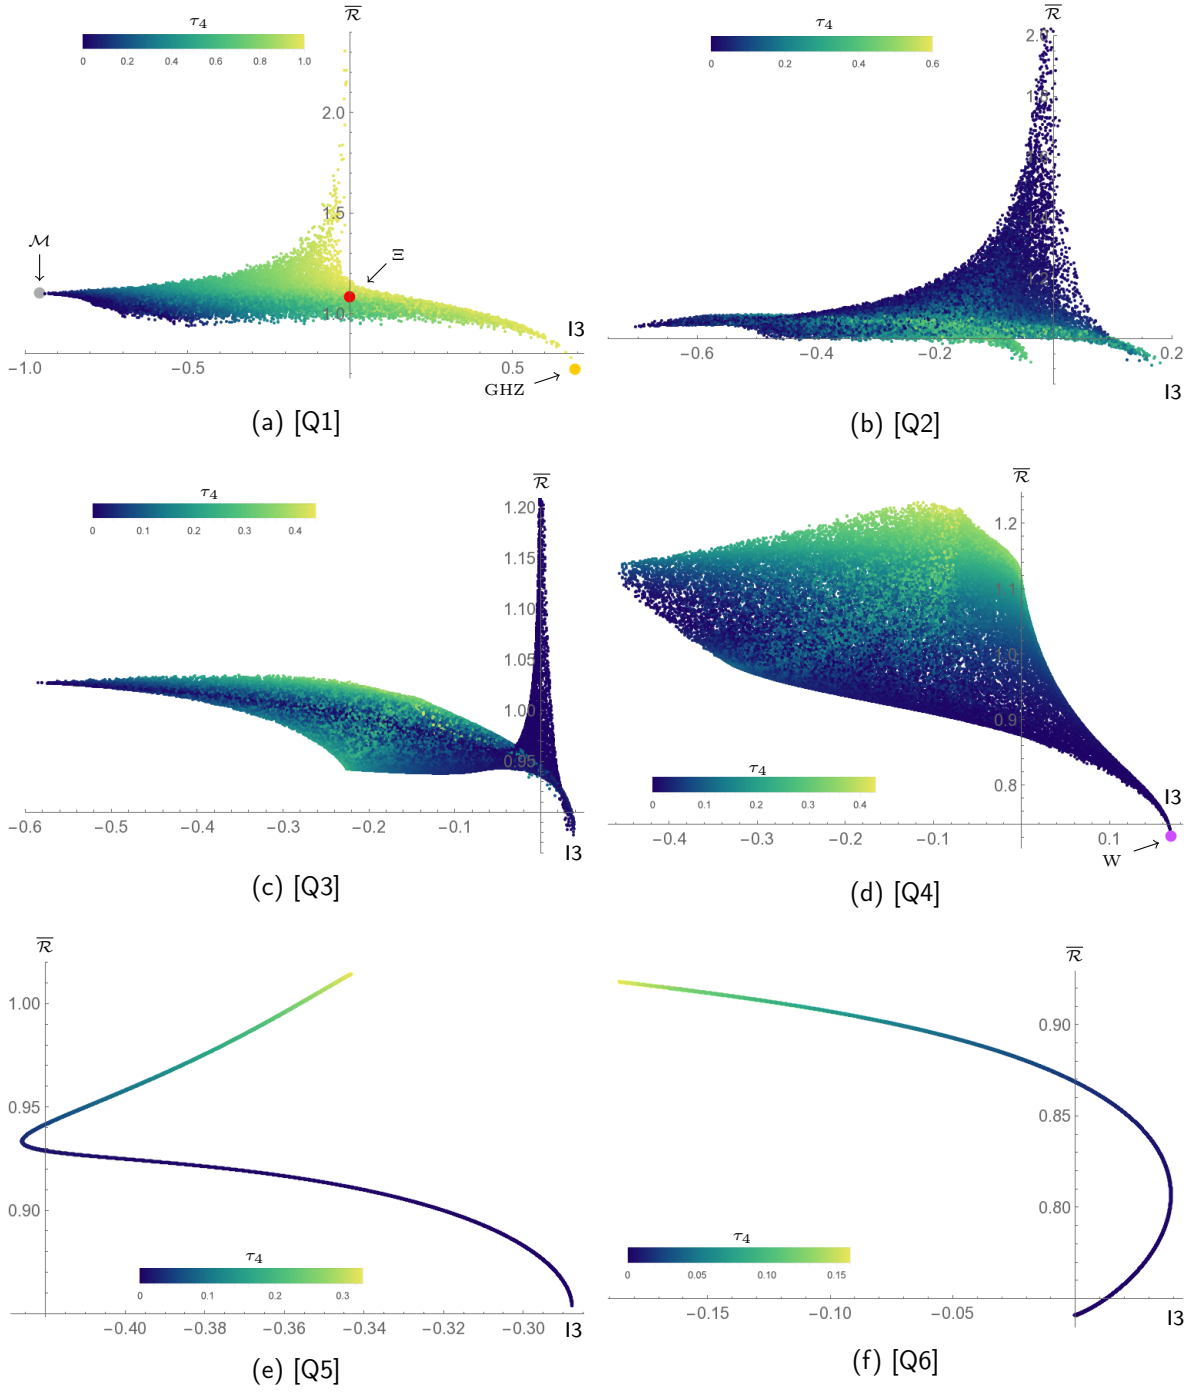 τ4
0 0.2 0.4 0.6 0.8 1.0
R̄
2.0
1.5
1.0
M
Ξ
I3
GHZ
−1.0 −0.5 0.5
(a) [Q1]
τ4
0 0.2 0.4 0.6
R̄
2.0
1.2
−0.6 −0.4 −0.2 0.2
I3
(b) [Q2]
τ4
0 0.1 0.2 0.3 0.4
R̄
1.20
1.15
1.10
1.05
1.00
0.95
−0.6 −0.5 −0.4 −0.3 −0.2 −0.1
I3
(c) [Q3]
R̄
1.2
1.1
1.0
0.9
0.8
τ4
0 0.1 0.2 0.3 0.4
I3
−0.4 −0.3 −0.2 −0.1 0.1
W
(d) [Q4]
R̄
1.00
0.95
0.90
τ4
0 0.1 0.2 0.3
−0.40 −0.38 −0.36 −0.34 −0.32 −0.30 I3
(e) [Q5]
R̄
0.90
0.85
0.80
τ4
0 0.05 0.10 0.15
−0.15 −0.10 −0.05 I3
(f) [Q6]